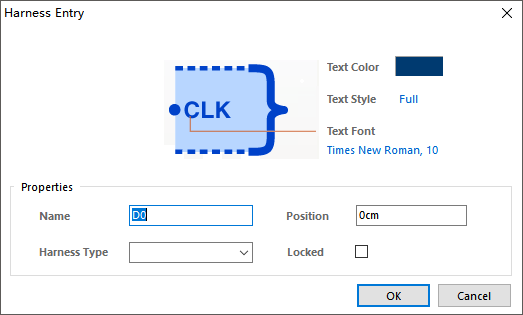 Harness Entry
CLK
Text Color
Text Style Full
Text Font
Times New Roman, 10
Properties
Name D0 Position 0cm
Harness Type Locked
OK Cancel